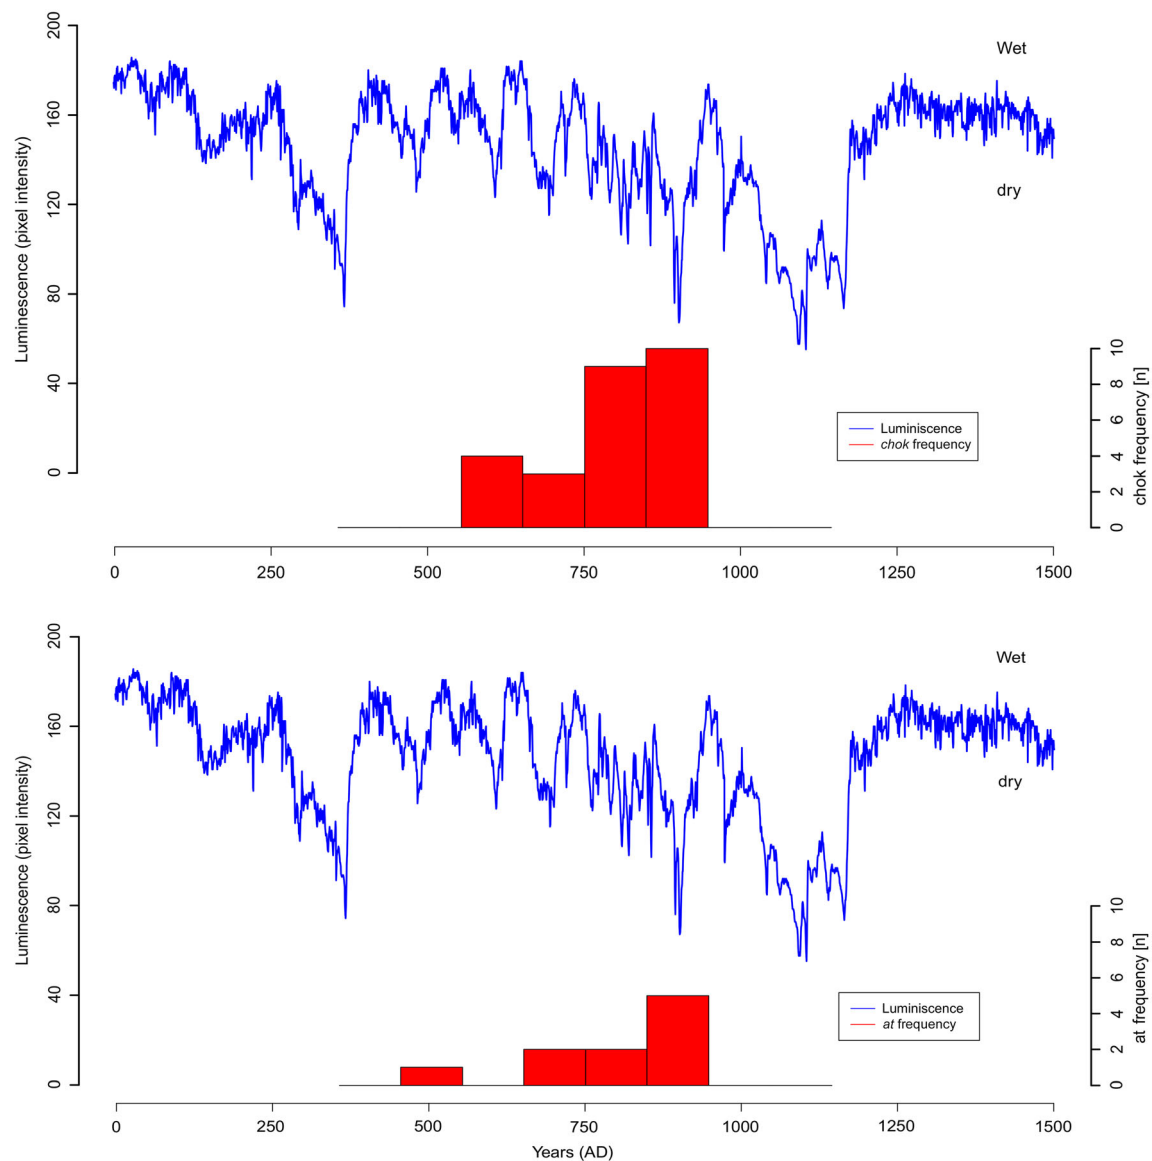 200
160
120
80
40
0
Luminescence (pixel intensity)
Wet
dry
10
8
6
4
2
0
chok frequency [n]
Luminiscence
chok frequency
0 250 500 750 1000 1250 1500
200
160
120
80
40
0
Luminescence (pixel intensity)
Wet
dry
10
8
6
4
2
0
at frequency [n]
Luminiscence
at frequency
0 250 500 750 1000 1250 1500
Years (AD)